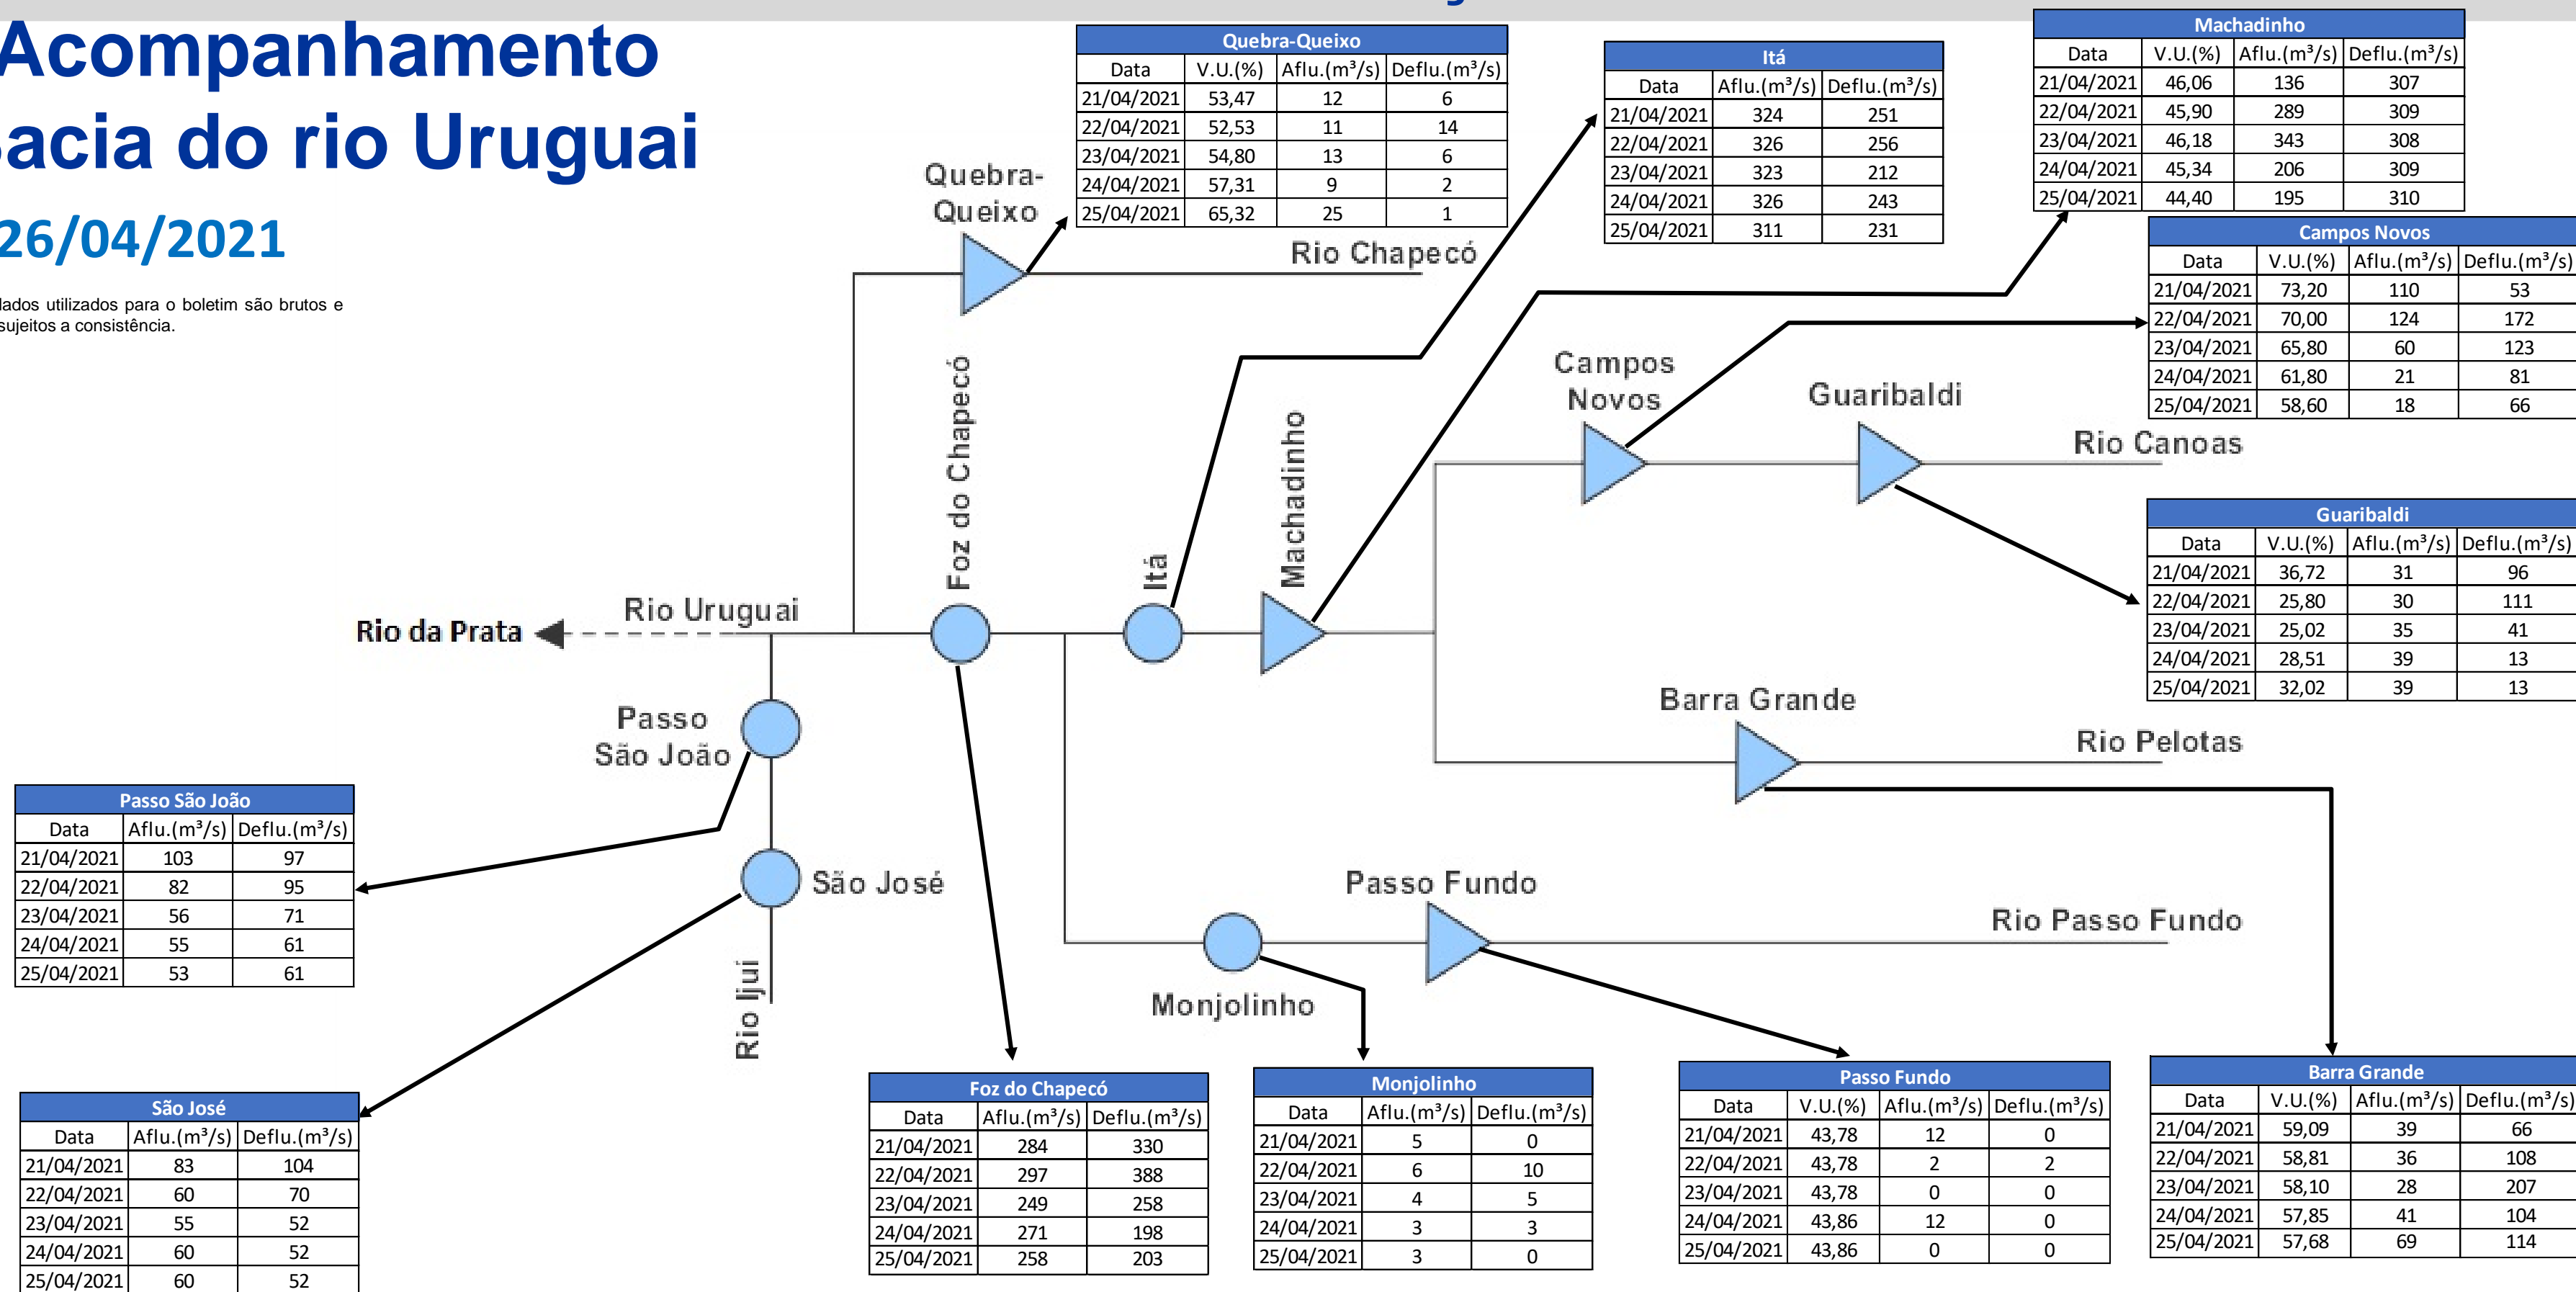 Acompanhamento
Bacia do rio Uruguai
26/04/2021
dados utilizados para o boletim são brutos e
sujeitos a consistência.
Quebra-Queixo
Data V.U.(%) Aflu.(m³/s) Deflu.(m³/s)
21/04/2021 53,47 12 6
22/04/2021 52,53 11 14
23/04/2021 54,80 13 6
24/04/2021 57,31 9 2
25/04/2021 65,32 25 1
Itá
Data Aflu.(m³/s) Deflu.(m³/s)
21/04/2021 324 251
22/04/2021 326 256
23/04/2021 323 212
24/04/2021 326 243
25/04/2021 311 231
Machadinho
Data V.U.(%) Aflu.(m³/s) Deflu.(m³/s)
21/04/2021 46,06 136 307
22/04/2021 45,90 289 309
23/04/2021 46,18 343 308
24/04/2021 45,34 206 309
25/04/2021 44,40 195 310
Campos Novos
Data V.U.(%) Aflu.(m³/s) Deflu.(m³/s)
21/04/2021 73,20 110 53
22/04/2021 70,00 124 172
23/04/2021 65,80 60 123
24/04/2021 61,80 21 81
25/04/2021 58,60 18 66
Guaribaldi
Data V.U.(%) Aflu.(m³/s) Deflu.(m³/s)
21/04/2021 36,72 31 96
22/04/2021 25,80 30 111
23/04/2021 25,02 35 41
24/04/2021 28,51 39 13
25/04/2021 32,02 39 13
Quebra-
Queixo
Rio Chapecó
Foz do Chapecó
Itá
Machadinho
Campos
Novos
Guaribaldi
Rio Canoas
Rio da Prata
Rio Uruguai
Barra Grande
Rio Pelotas
Passo
São João
São José
Rio Ijui
Passo Fundo
Rio Passo Fundo
Monjolinho
Passo São João
Data Aflu.(m³/s) Deflu.(m³/s)
21/04/2021 103 97
22/04/2021 82 95
23/04/2021 56 71
24/04/2021 55 61
25/04/2021 53 61
São José
Data Aflu.(m³/s) Deflu.(m³/s)
21/04/2021 83 104
22/04/2021 60 70
23/04/2021 55 52
24/04/2021 60 52
25/04/2021 60 52
Foz do Chapecó
Data Aflu.(m³/s) Deflu.(m³/s)
21/04/2021 284 330
22/04/2021 297 388
23/04/2021 249 258
24/04/2021 271 198
25/04/2021 258 203
Monjolinho
Data Aflu.(m³/s) Deflu.(m³/s)
21/04/2021 5 0
22/04/2021 6 10
23/04/2021 4 5
24/04/2021 3 3
25/04/2021 3 0
Passo Fundo
Data V.U.(%) Aflu.(m³/s) Deflu.(m³/s)
21/04/2021 43,78 12 0
22/04/2021 43,78 2 2
23/04/2021 43,78 0 0
24/04/2021 43,86 12 0
25/04/2021 43,86 0 0
Barra Grande
Data V.U.(%) Aflu.(m³/s) Deflu.(m³/s)
21/04/2021 59,09 39 66
22/04/2021 58,81 36 108
23/04/2021 58,10 28 207
24/04/2021 57,85 41 104
25/04/2021 57,68 69 114